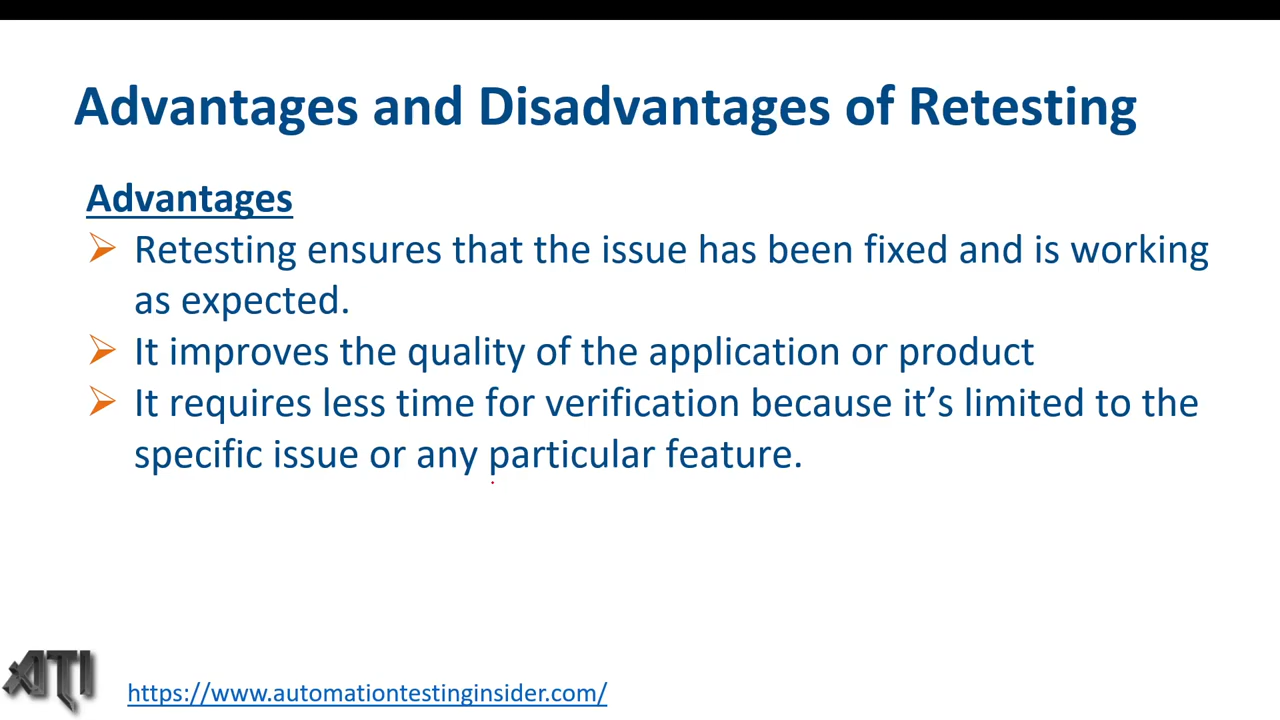 Advantages and Disadvantages of Retesting
Advantages
Retesting ensures that the issue has been fixed and is working
as expected.
It improves the quality of the application or product
It requires less time for verification because it’s limited to the
specific issue or any particular feature.
ATI
https://www.automationtestinginsider.com/